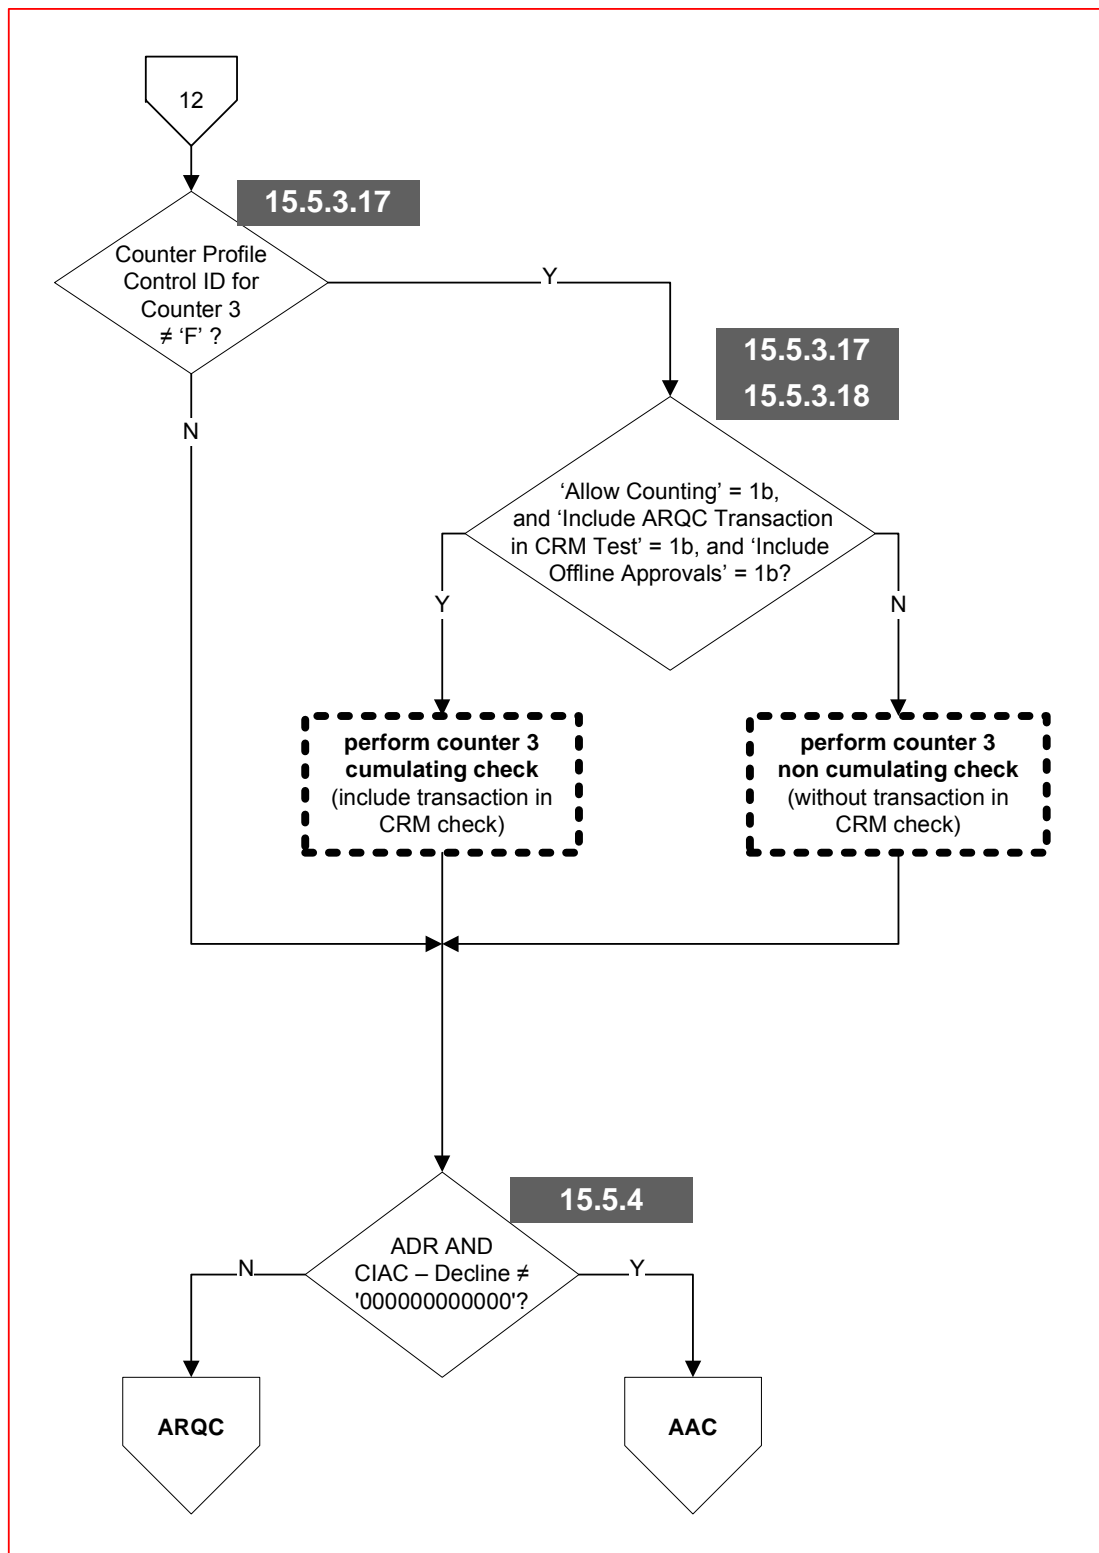 12
15.5.3.17
Counter Profile
Control ID for
Counter 3
≠ ‘F’ ?
Y
N
15.5.3.17
15.5.3.18
‘Allow Counting’ = 1b,
and ‘Include ARQC Transaction
in CRM Test’ = 1b, and ‘Include
Offline Approvals’ = 1b?
Y
N
perform counter 3
cumulating check
(include transaction in
CRM check)
perform counter 3
non cumulating check
(without transaction in
CRM check)
15.5.4
ADR AND
CIAC – Decline ≠
'000000000000'?
N
Y
ARQC
AAC